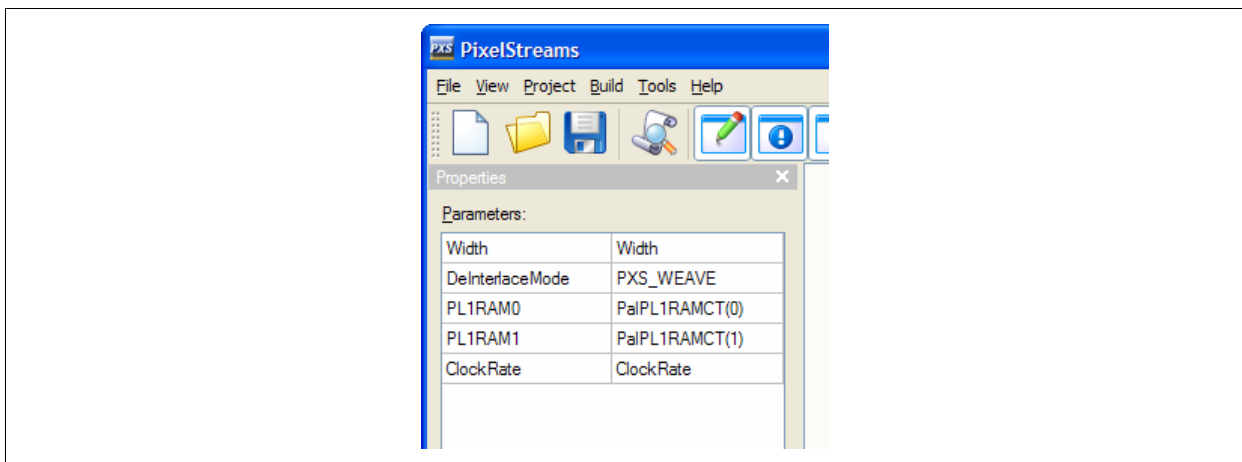 PXS PixelStreams
File View Project Build Tools Help
Properties
Parameters:
Width Width
DeInterlaceMode PXS_WEAVE
PL1RAM0 PalPL1RAMCT(0)
PL1RAM1 PalPL1RAMCT(1)
ClockRate ClockRate